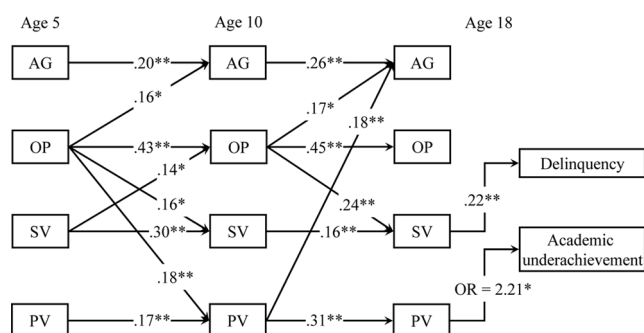 Age 5 Age 10 Age 18
AG .20** AG .26** AG
.16* .17* .18**
OP .43** OP .45** OP
Delinquency
.14*
.16* .24** .22**
SV .30** SV .16** SV
Academic
underachievement
.18**
OR = 2.21*
PV .17** PV .31** PV